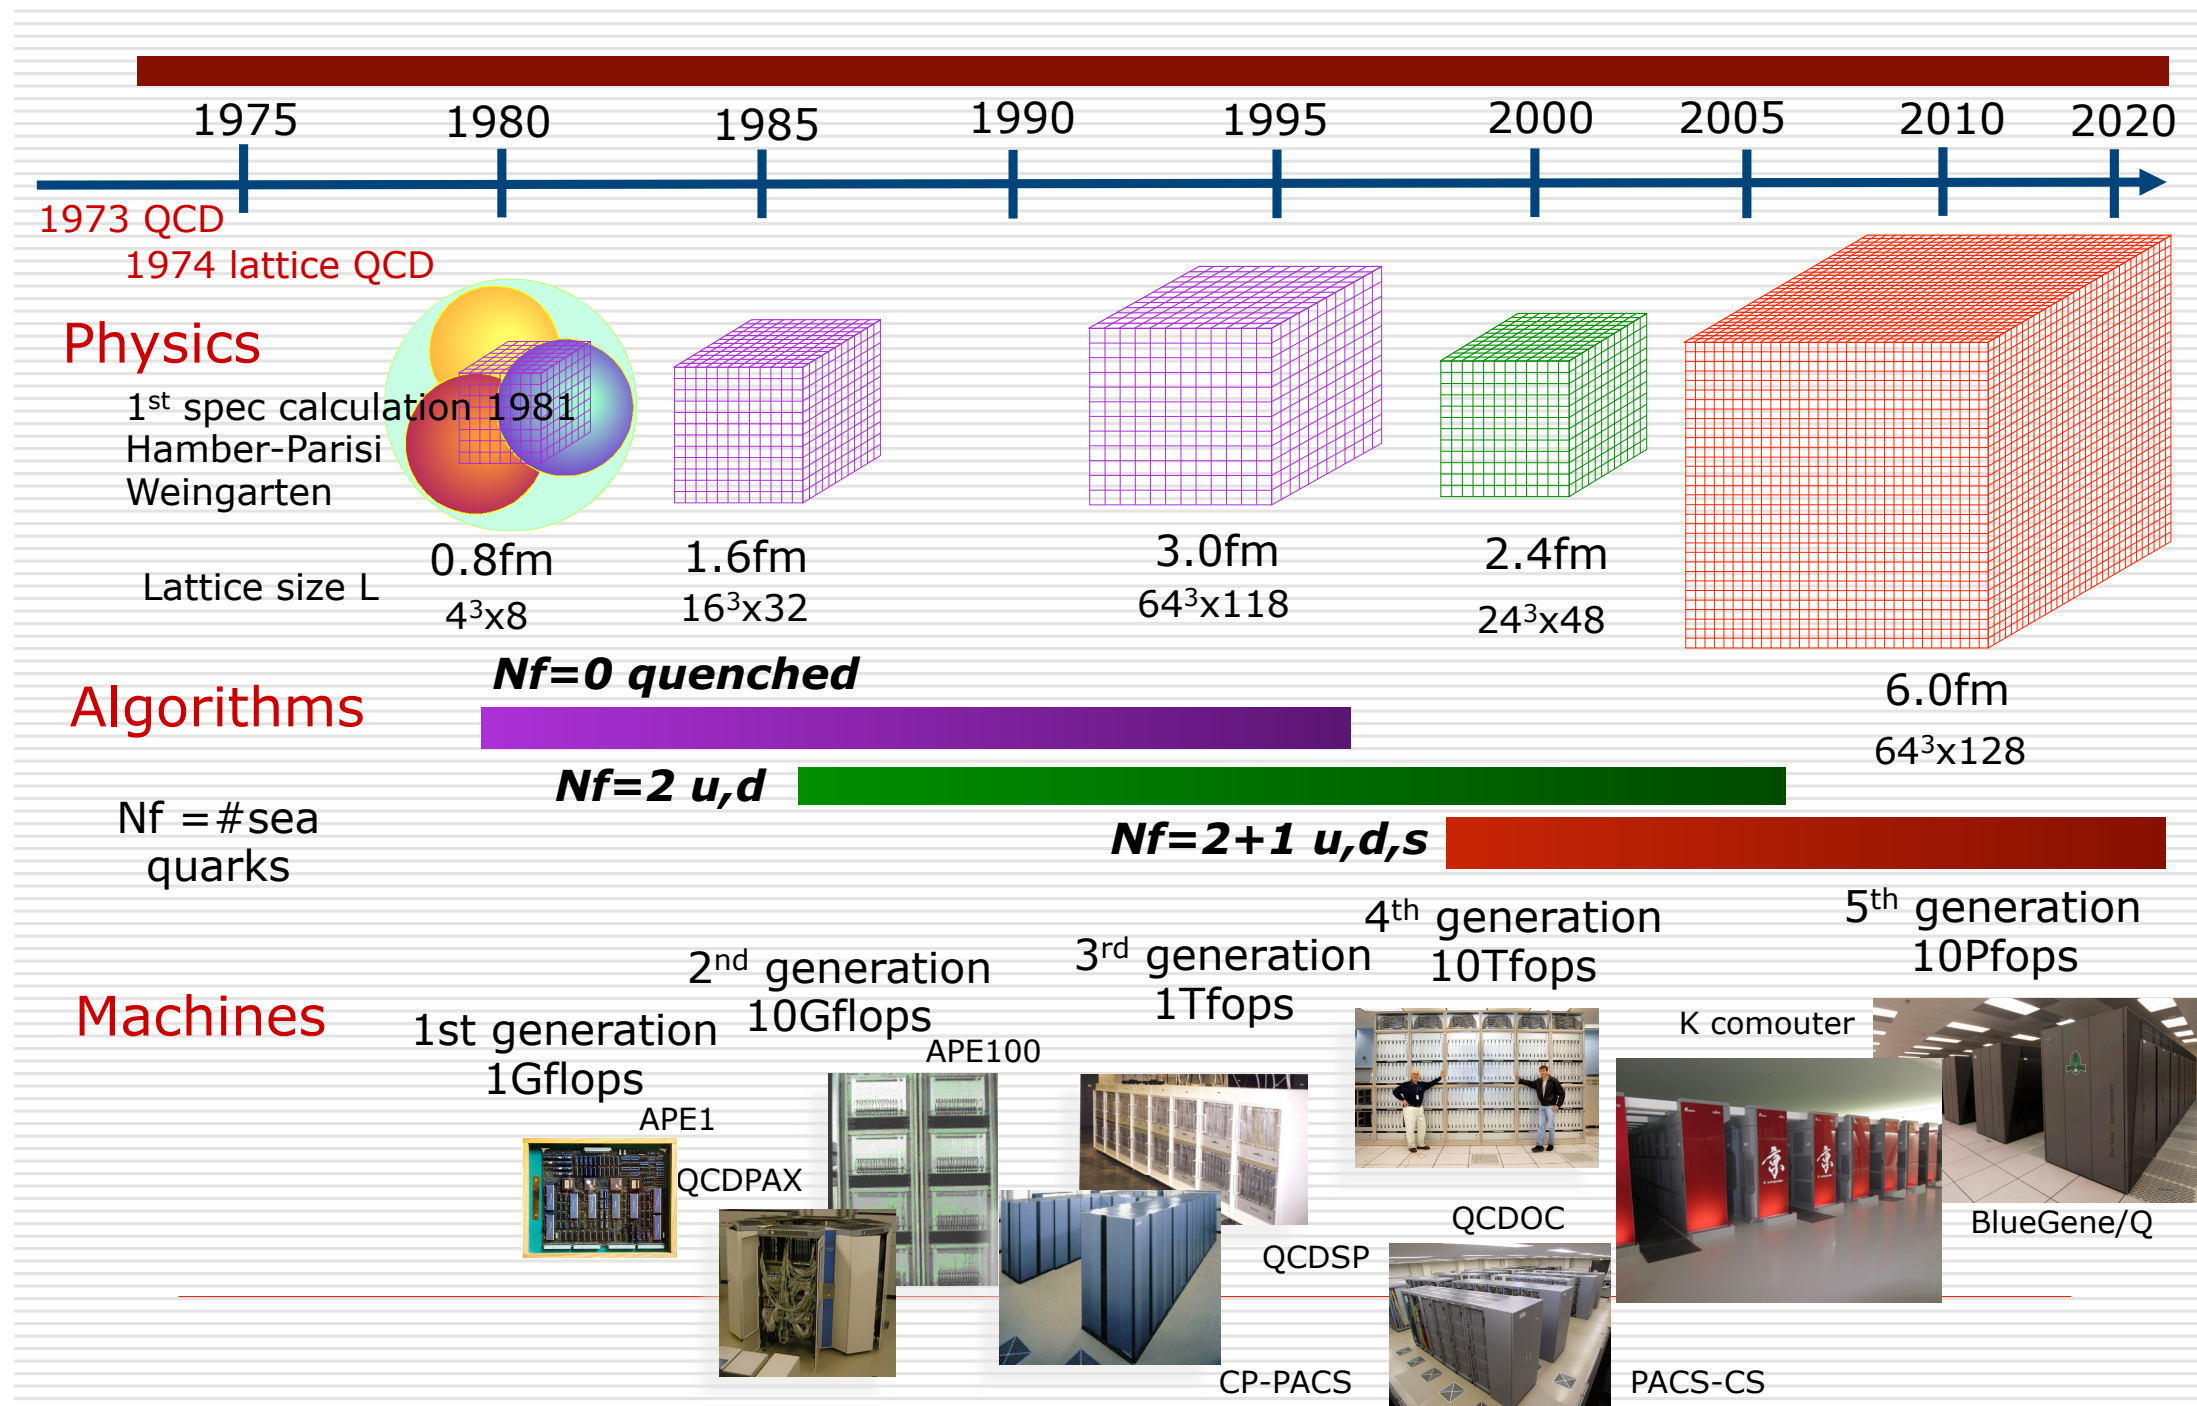 1975 1980 1985 1990 1995 2000 2005 2010 2020
1973 QCD
1974 lattice QCD
Physics
1st spec calculation 1981
Hamber-Parisi
Weingarten
Lattice size L
0.8fm
4³x8
1.6fm
16³x32
3.0fm
64³x118
2.4fm
24³x48
6.0fm
64³x128
Algorithms
Nf=0 quenched
Nf=2 u,d
Nf=2+1 u,d,s
Nf =#sea
quarks
Machines
1st generation
1Gflops
2nd generation
10Gflops
3rd generation
1Tfops
4th generation
10Tfops
5th generation
10Pfops
APE1
QCDPAX
APE100
QCDSP
CP-PACS
QCDOC
PACS-CS
K comouter
京
京
BlueGene/Q